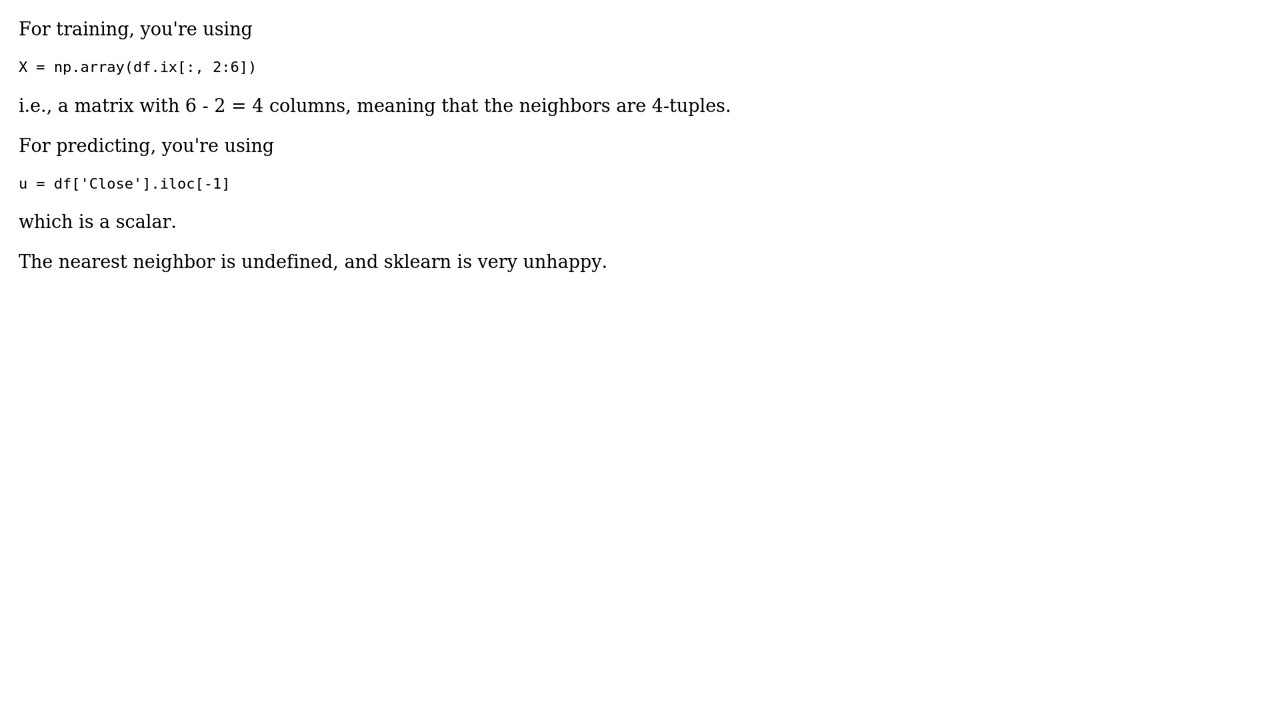 For training, you're using
X = np.array(df.ix[:, 2:6])
i.e., a matrix with 6 - 2 = 4 columns, meaning that the neighbors are 4-tuples.
For predicting, you're using
u = df['Close'].iloc[-1]
which is a scalar.
The nearest neighbor is undefined, and sklearn is very unhappy.